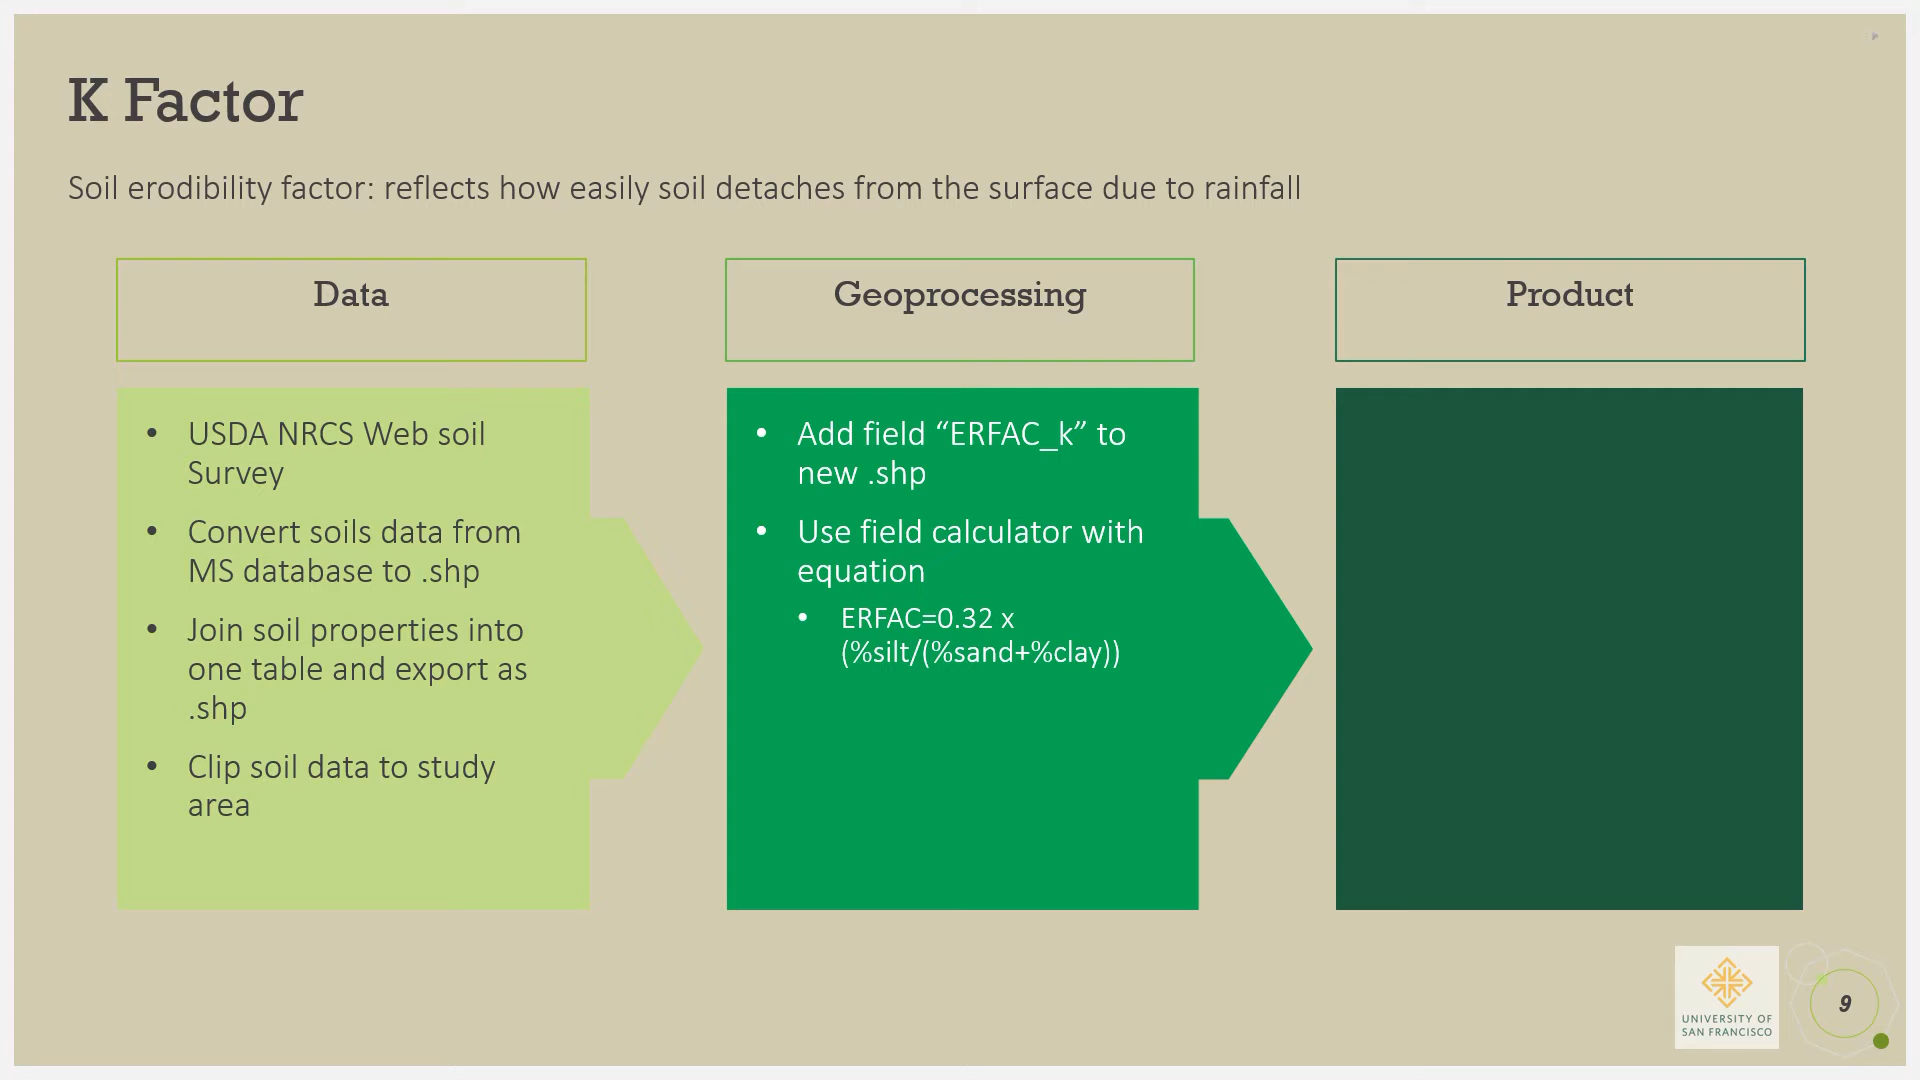 K Factor
Soil erodibility factor: reflects how easily soil detaches from the surface due to rainfall
Data
• USDA NRCS Web soil
Survey
• Convert soils data from
MS database to .shp
• Join soil properties into
one table and export as
.shp
• Clip soil data to study
area
Geoprocessing
• Add field “ERFAC_k” to
new .shp
• Use field calculator with
equation
• ERFAC=0.32 x
(%silt/(%sand+%clay))
Product
UNIVERSITY OF
SAN FRANCISCO
9